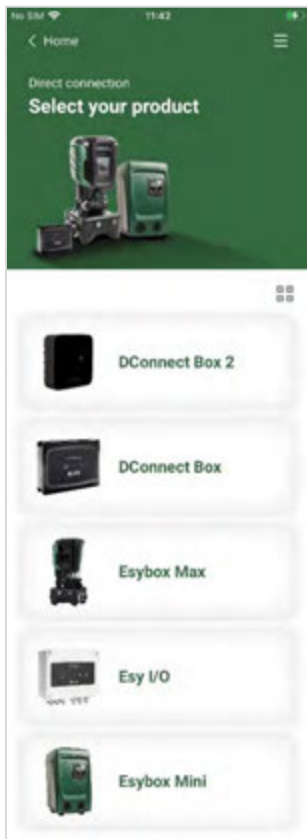 No SIM 11:42
Home
Direct connection
Select your product
DConnect Box 2
DConnect Box
Esybox Max
Esy I/O
Esybox Mini